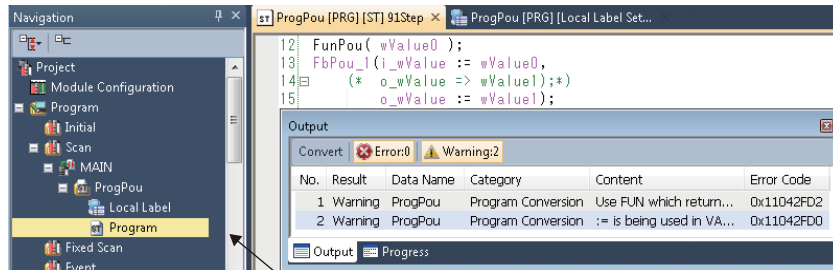 Navigation
Project
Module Configuration
Program
Initial
Scan
MAIN
ProgPou
Local Label
Program
Fixed Scan
Event
ProgPou [PRG] [ST] 91Step
ProgPou [PRG] [Local Label Set...
12 FunPou( wValue0 );
13 FbPou_1(i_wValue := wValue0,
14 (* o_wValue => wValue1);*)
15 o_wValue := wValue1);
Output
Convert Error:0 Warning:2
No. Result Data Name Category Content Error Code
1 Warning ProgPou Program Conversion Use FUN which return... 0x11042FD2
2 Warning ProgPou Program Conversion := is being used in VA... 0x11042FD0
Output Progress